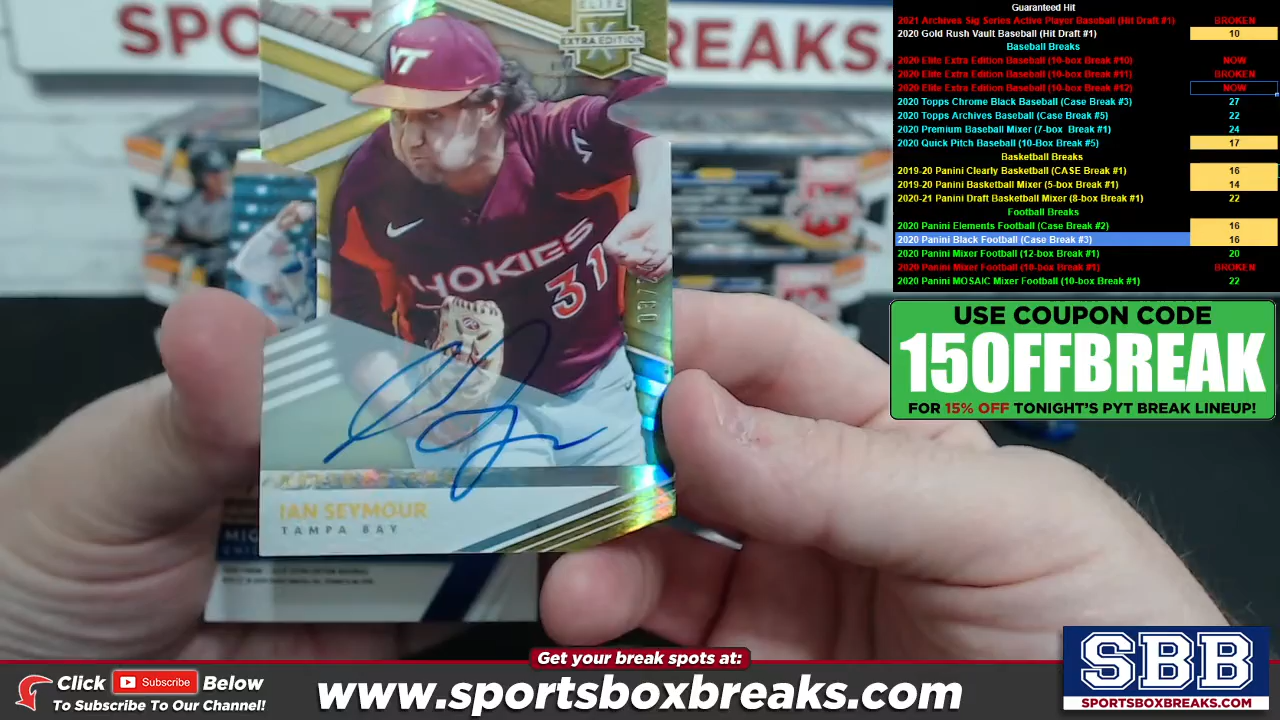 SPO
REAKS.
ELITE
EXTRA EDITION
VT
HOKIES
31
IAN SEYMOUR
TAMPA BAY
Guaranteed Hit
2021 Archives Sig Series Active Player Baseball (Hit Draft #1) BROKEN
2020 Gold Rush Vault Baseball (Hit Draft #1) 10
Baseball Breaks
2020 Elite Extra Edition Baseball (10-box Break #10) NOW
2020 Elite Extra Edition Baseball (10-box Break #11) BROKEN
2020 Elite Extra Edition Baseball (10-box Break #12) NOW
2020 Topps Chrome Black Baseball (Case Break #3) 27
2020 Topps Archives Baseball (Case Break #5) 22
2020 Premium Baseball Mixer (7-box Break #1) 24
2020 Quick Pitch Baseball (10-Box Break #5) 17
Basketball Breaks
2019-20 Panini Clearly Basketball (CASE Break #1) 16
2019-20 Panini Basketball Mixer (5-box Break #1) 14
2020-21 Panini Draft Basketball Mixer (8-box Break #1) 22
Football Breaks
2020 Panini Elements Football (Case Break #2) 16
2020 Panini Black Football (Case Break #3) 16
2020 Panini Mixer Football (12-box Break #1) 20
2020 Panini Mixer Football (18-box Break #1) BROKEN
2020 Panini MOSAIC Mixer Football (10-box Break #1) 22
USE COUPON CODE
15OFFBREAK
FOR 15% OFF TONIGHT'S PYT BREAK LINEUP!
Get your break spots at:
Click Subscribe Below
To Subscribe To Our Channel!
www.sportsboxbreaks.com
SBB
SPORTSBOXBREAKS.COM